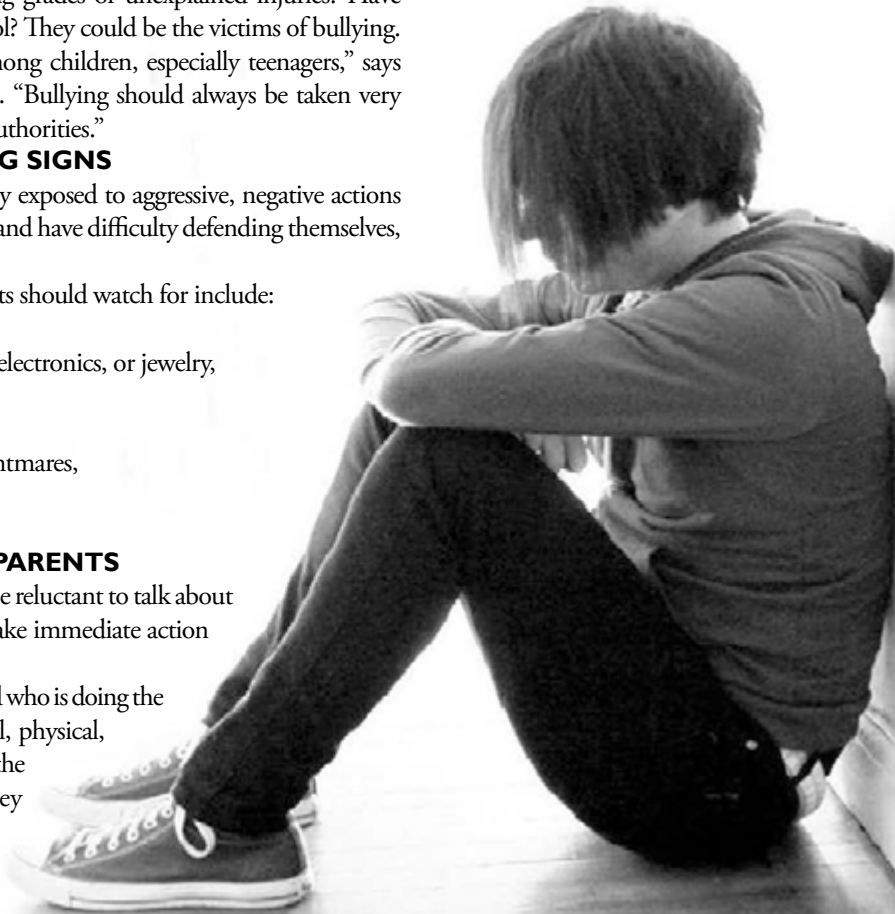 ng grades or unexplained injuries? Have
ol? They could be the victims of bullying.
mong children, especially teenagers,” says
. “Bullying should always be taken very
uthorities.”
G SIGNS
y exposed to aggressive, negative actions
and have difficulty defending themselves,
ts should watch for include:
electronics, or jewelry,
ntmares,
PARENTS
e reluctant to talk about
ake immediate action
who is doing the
l, physical,
the
ey